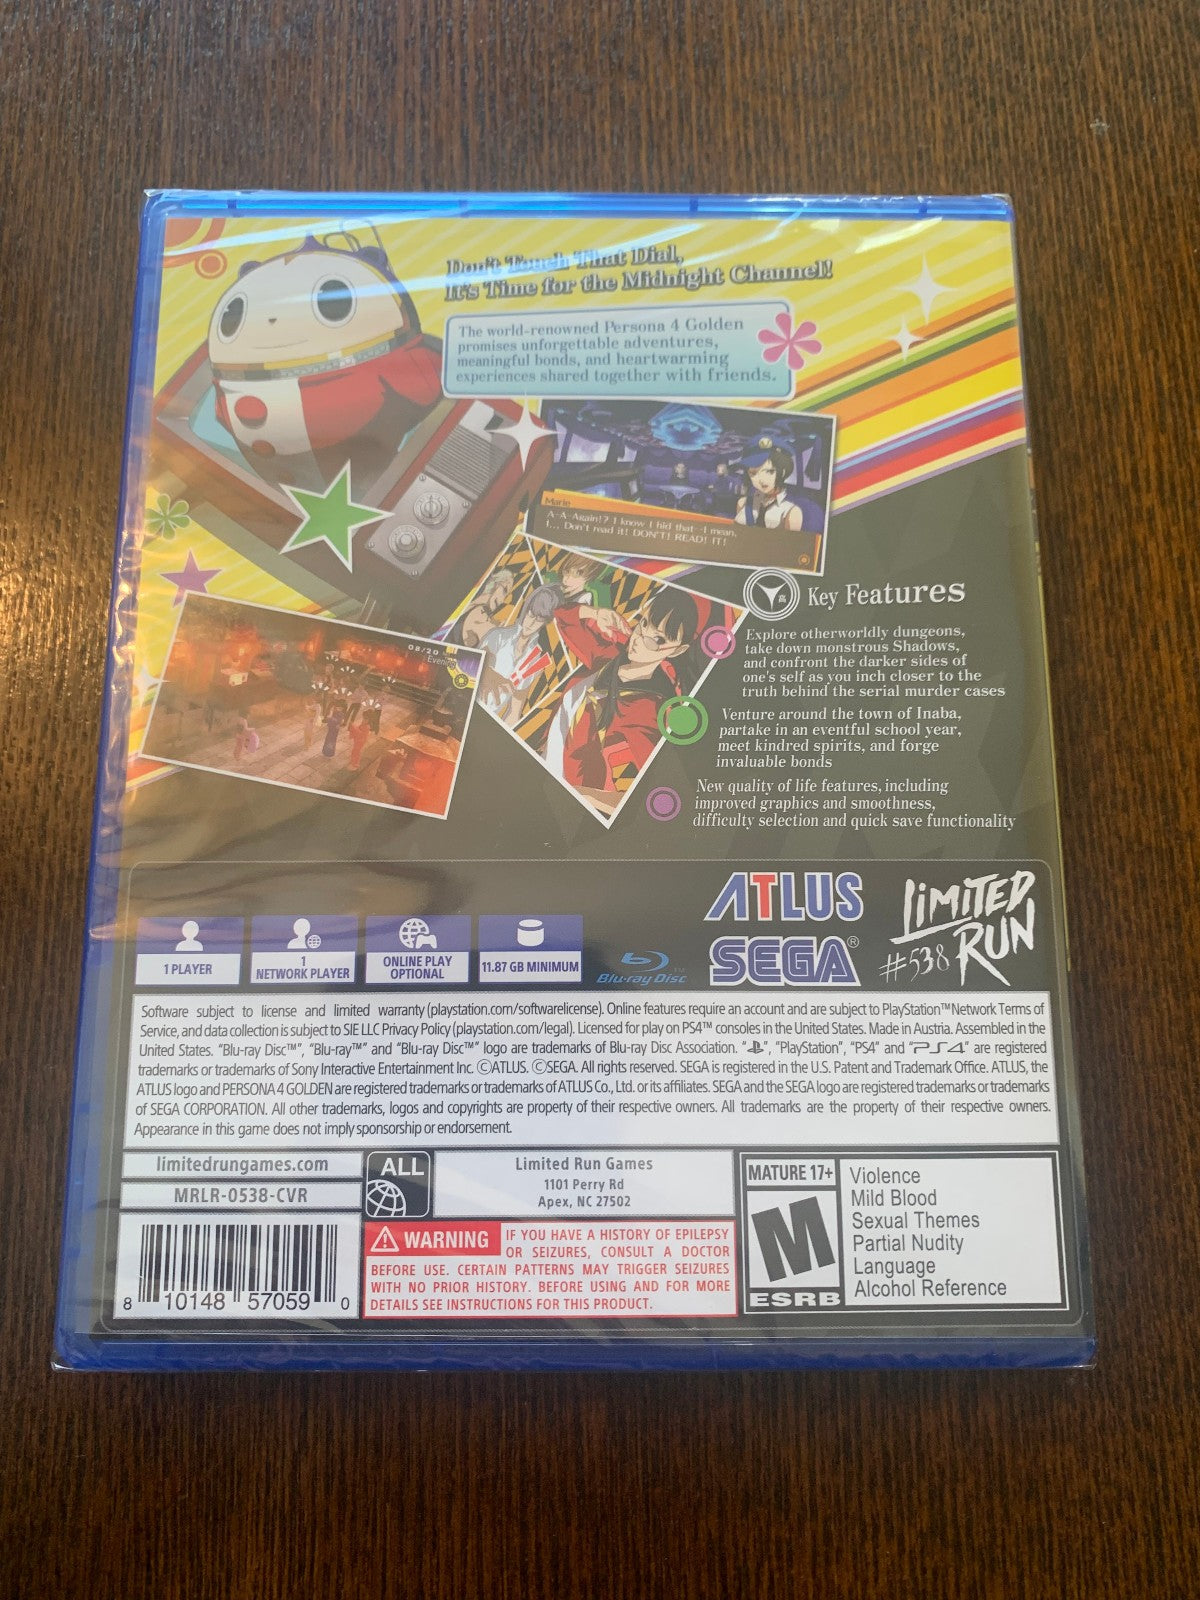 Don't Touch That Dial,
It's Time for the Midnight Channel!
The world-renowned Persona 4 Golden
promises unforgettable adventures,
meaningful bonds, and heartwarming
experiences shared together with friends.
Marie
A-A-Again!? I know I hid that--I mean,
I... Don't read it! DON'T! READ! IT!
08/20
Evening
!!
Key Features
Explore otherworldly dungeons,
take down monstrous Shadows,
and confront the darker sides of
one's self as you inch closer to the
truth behind the serial murder cases
Venture around the town of Inaba,
partake in an eventful school year,
meet kindred spirits, and forge
invaluable bonds
New quality of life features, including
improved graphics and smoothness,
difficulty selection and quick save functionality
ATLUS
SEGA®
LIMITED
RUN
#538
1 PLAYER
1
NETWORK PLAYER
ONLINE PLAY
OPTIONAL
11.87 GB MINIMUM
Blu-ray Disc™
Software subject to license and limited warranty (playstation.com/softwarelicense). Online features require an account and are subject to PlayStation™Network Terms of
Service, and data collection is subject to SIE LLC Privacy Policy (playstation.com/legal). Licensed for play on PS4™ consoles in the United States. Made in Austria. Assembled in the
United States. "Blu-ray Disc™", "Blu-ray™" and "Blu-ray Disc™" logo are trademarks of Blu-ray Disc Association. "PS", "PlayStation", "PS4" and "PS4" are registered
trademarks or trademarks of Sony Interactive Entertainment Inc. ©ATLUS. ©SEGA. All rights reserved. SEGA is registered in the U.S. Patent and Trademark Office. ATLUS, the
ATLUS logo and PERSONA 4 GOLDEN are registered trademarks or trademarks of ATLUS Co., Ltd. or its affiliates. SEGA and the SEGA logo are registered trademarks or trademarks
of SEGA CORPORATION. All other trademarks, logos and copyrights are property of their respective owners. All trademarks are the property of their respective owners.
Appearance in this game does not imply sponsorship or endorsement.
limitedrungames.com
MRLR-0538-CVR
8 10148 57059 0
ALL
Limited Run Games
1101 Perry Rd
Apex, NC 27502
WARNING IF YOU HAVE A HISTORY OF EPILEPSY
OR SEIZURES, CONSULT A DOCTOR
BEFORE USE. CERTAIN PATTERNS MAY TRIGGER SEIZURES
WITH NO PRIOR HISTORY. BEFORE USING AND FOR MORE
DETAILS SEE INSTRUCTIONS FOR THIS PRODUCT.
MATURE 17+
M
ESRB
Violence
Mild Blood
Sexual Themes
Partial Nudity
Language
Alcohol Reference